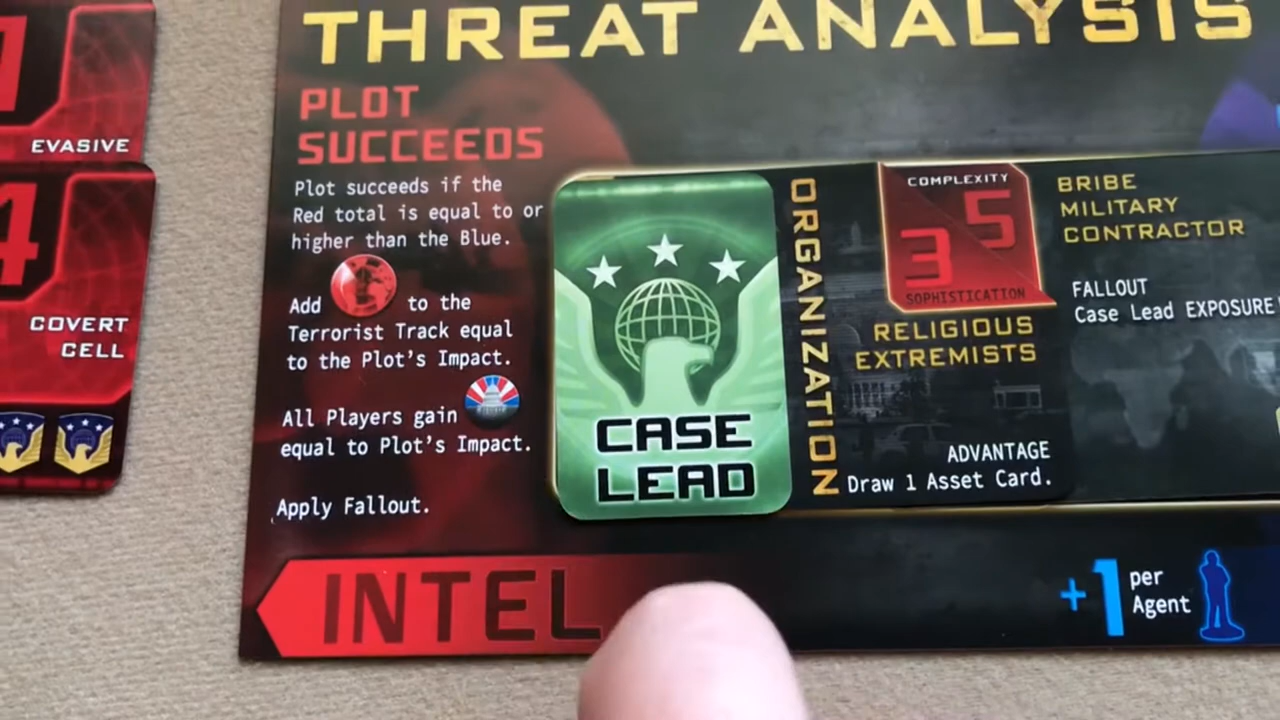 THREAT ANALYSIS
PLOT
SUCCEEDS
Plot succeeds if the
Red total is equal to or
higher than the Blue.
Add to the
Terrorist Track equal
to the Plot's Impact.
All Players gain
equal to Plot's Impact.
Apply Fallout.
INTEL
EVASIVE
4
COVERT
CELL
CASE
LEAD
ORGANIZATION
COMPLEXITY
5
3
SOPHISTICATION
RELIGIOUS
EXTREMISTS
ADVANTAGE
Draw 1 Asset Card.
BRIBE
MILITARY
CONTRACTOR
FALLOUT
Case Lead EXPOSURE
+1 per
Agent